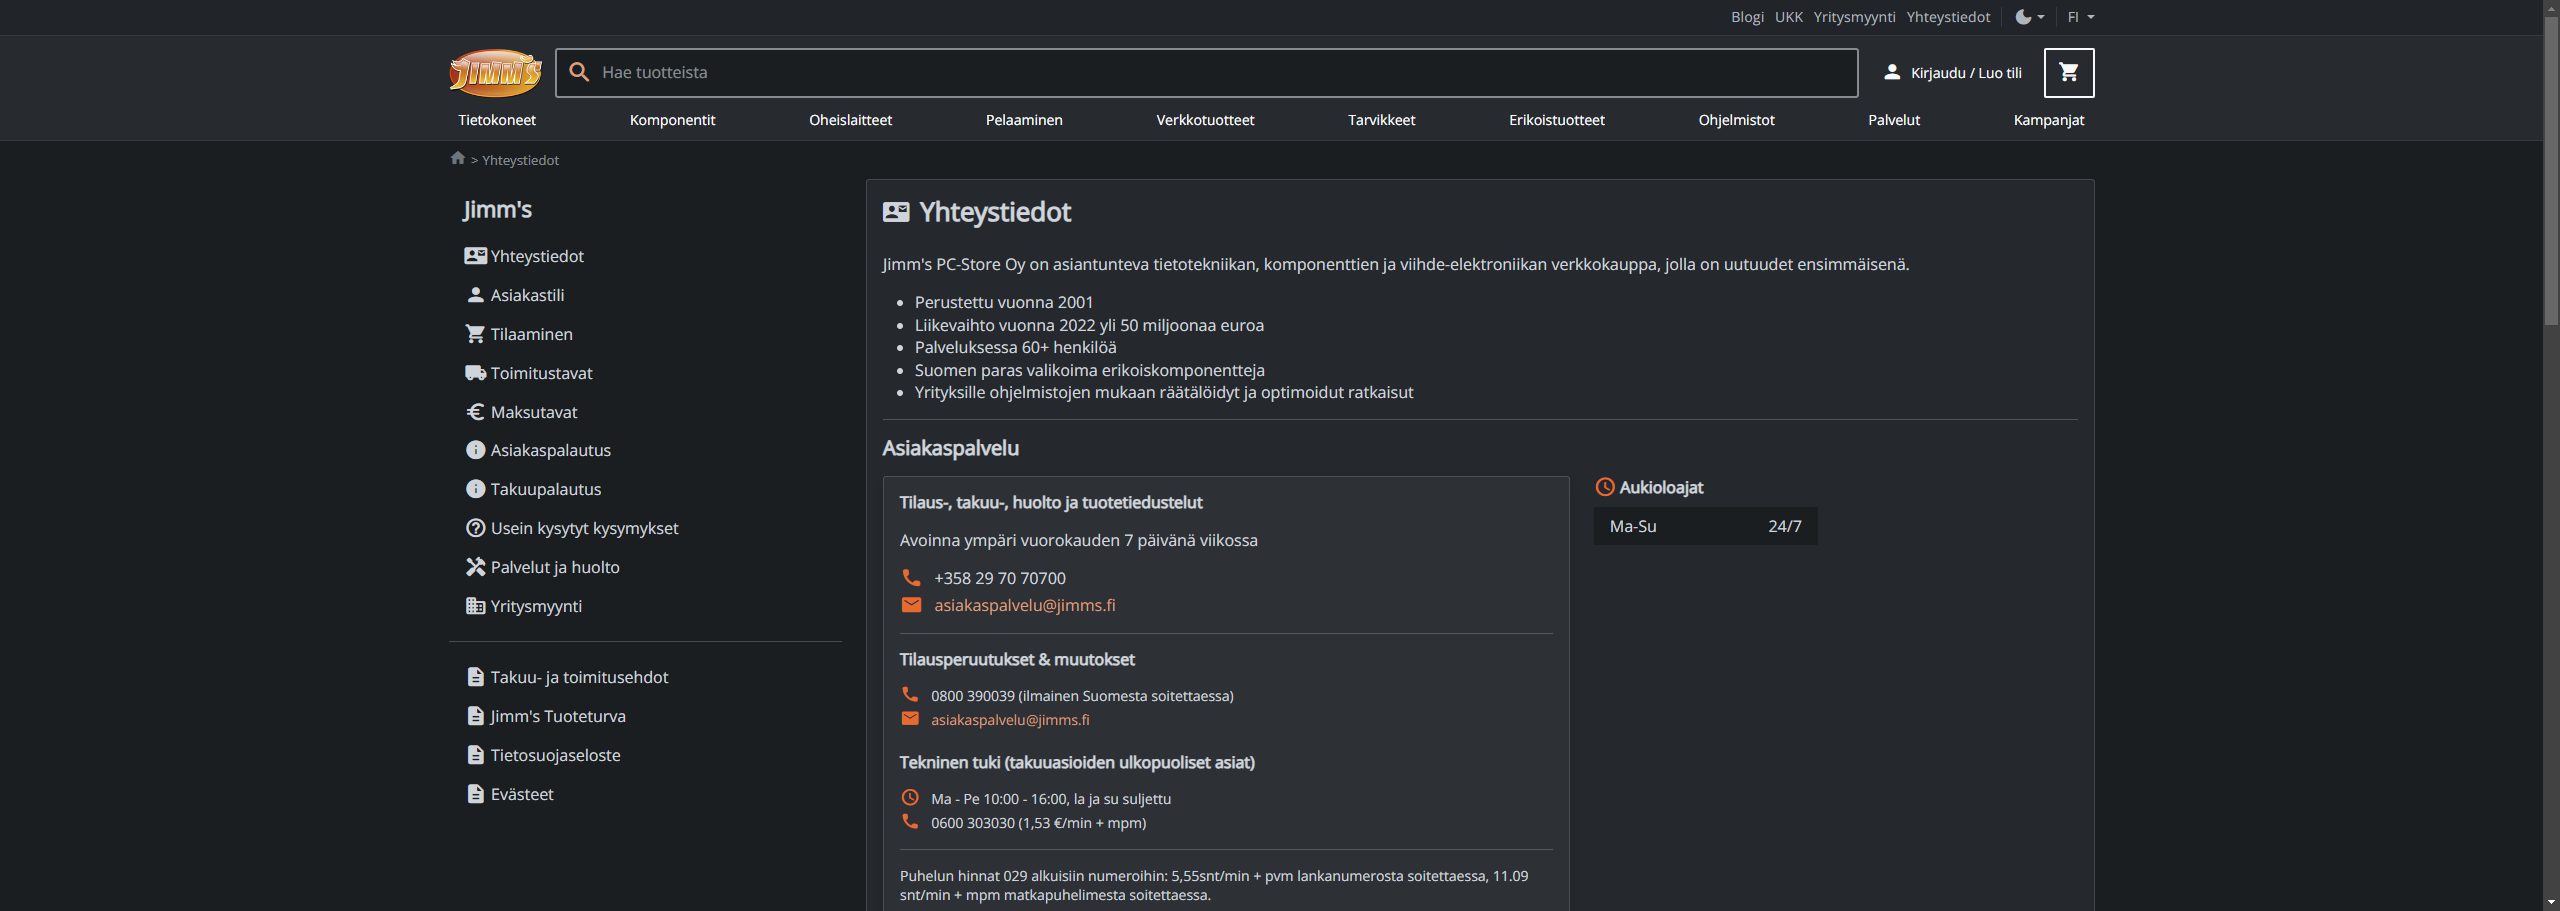 Blogi UKK Yritysmyynti Yhteystiedot FI
JIMM'S
Hae tuotteista
Kirjaudu / Luo tili
Tietokoneet Komponentit Oheislaitteet Pelaaminen Verkkotuotteet Tarvikkeet Erikoistuotteet Ohjelmistot Palvelut Kampanjat
> Yhteystiedot
Jimm's
Yhteystiedot
Asiakastili
Tilaaminen
Toimitustavat
Maksutavat
Asiakaspalautus
Takuupalautus
Usein kysytyt kysymykset
Palvelut ja huolto
Yritysmyynti
Takuu- ja toimitusehdot
Jimm's Tuoteturva
Tietosuojaseloste
Evästeet
Yhteystiedot
Jimm's PC-Store Oy on asiantunteva tietotekniikan, komponenttien ja viihde-elektroniikan verkkokauppa, jolla on uutuudet ensimmäisenä.
• Perustettu vuonna 2001
• Liikevaihto vuonna 2022 yli 50 miljoonaa euroa
• Palveluksessa 60+ henkilöä
• Suomen paras valikoima erikoiskomponentteja
• Yrityksille ohjelmistojen mukaan räätälöidyt ja optimoidut ratkaisut
Asiakaspalvelu
Tilaus-, takuu-, huolto ja tuotetiedustelut
Avoinna ympäri vuorokauden 7 päivänä viikossa
+358 29 70 70700
asiakaspalvelu@jimms.fi
Tilausperuutukset & muutokset
0800 390039 (ilmainen Suomesta soitettaessa)
asiakaspalvelu@jimms.fi
Tekninen tuki (takuuasioiden ulkopuoliset asiat)
Ma - Pe 10:00 - 16:00, la ja su suljettu
0600 303030 (1,53 €/min + mpm)
Puhelun hinnat 029 alkuisiin numeroihin: 5,55snt/min + pvm lankanumerosta soitettaessa, 11.09
snt/min + mpm matkapuhelimesta soitettaessa.
Aukioloajat
Ma-Su 24/7